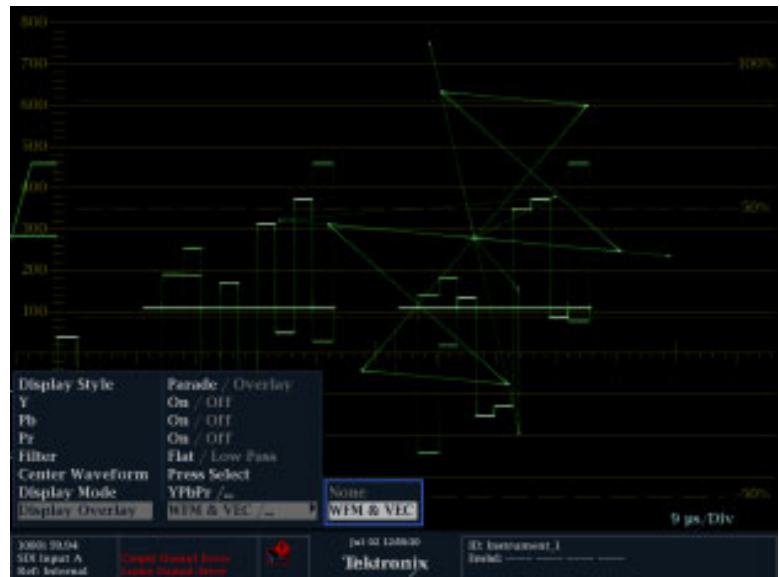 800
700
100%
600
500
400
50%
300
200
100
Display Style Parade / Overlay
Y On / Off
Pb On / Off
Pr On / Off
Filter Flat / Low Pass
Center Waveform Press Select
Display Mode YPbPr /...
Display Overlay WFM & VEC /...
None
WFM & VEC
-50%
9 µs/Div
1080i 59.94
SDI Input A
Ref: Internal
Jul 02
Tektronix
ID: Instrument_1
---- ---- ---- ----